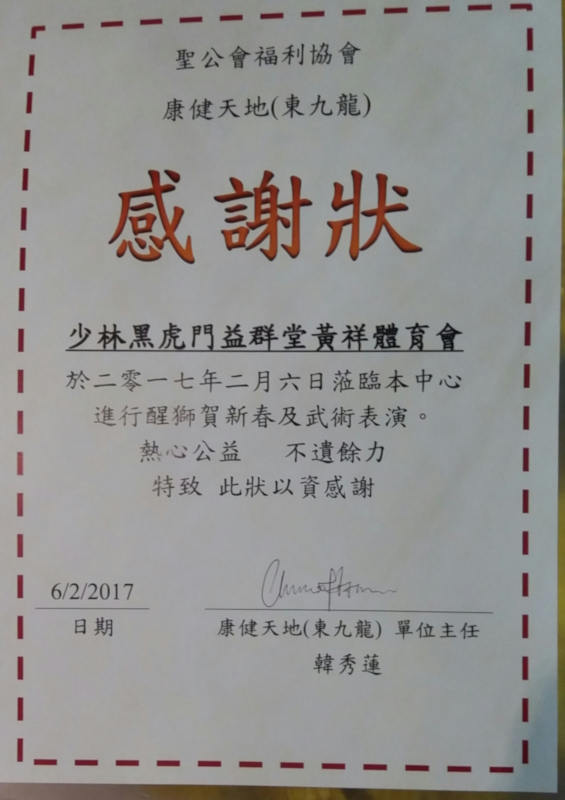 聖公會福利協會
康健天地(東九龍)
感謝狀
少林黑虎門益群堂黃祥體育會
於二零一七年二月六日蒞臨本中心
進行醒獅賀新春及武術表演。
熱心公益 不遺餘力
特致 此狀以資感謝
6/2/2017
日期
康健天地(東九龍) 單位主任
韓秀蓮